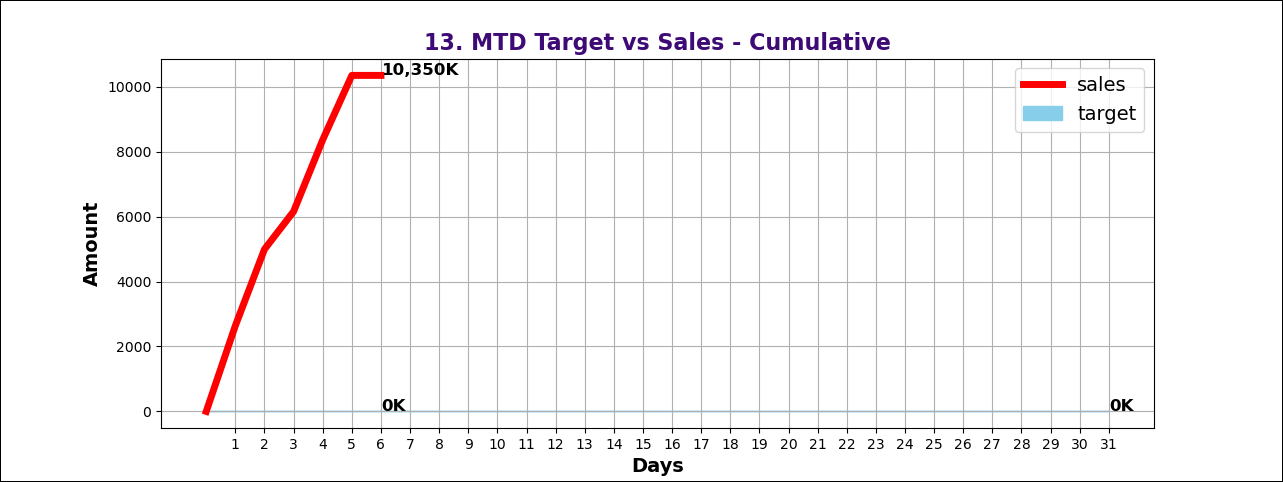 13. MTD Target vs Sales - Cumulative
10,350K
sales
target
10000
8000
6000
4000
2000
0
Amount
0K
0K
1 2 3 4 5 6 7 8 9 10 11 12 13 14 15 16 17 18 19 20 21 22 23 24 25 26 27 28 29 30 31
Days